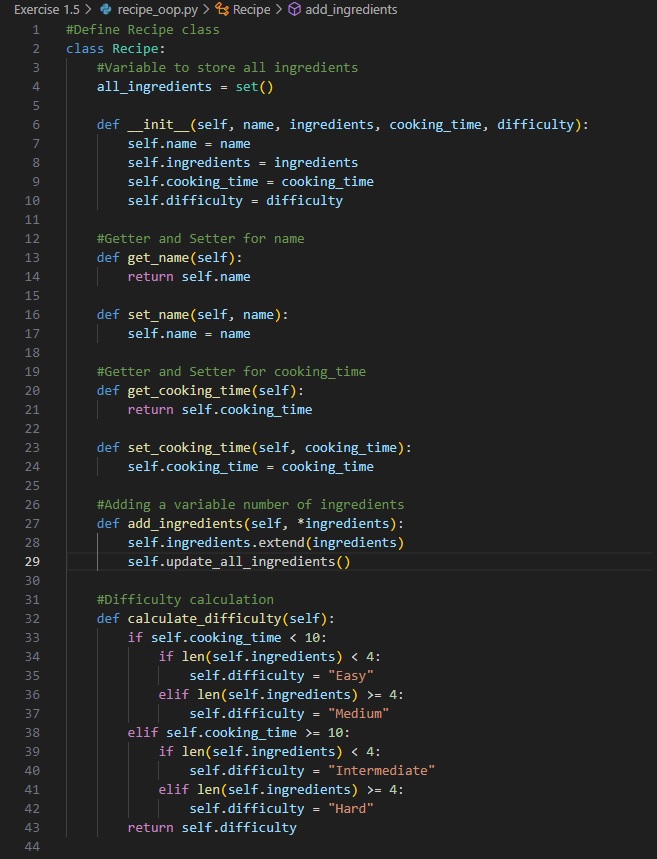 Exercise 1.5 > recipe_oop.py > Recipe > add_ingredients
1 #Define Recipe class
2 class Recipe:
3     #Variable to store all ingredients
4     all_ingredients = set()
5
6     def __init__(self, name, ingredients, cooking_time, difficulty):
7         self.name = name
8         self.ingredients = ingredients
9         self.cooking_time = cooking_time
10         self.difficulty = difficulty
11
12     #Getter and Setter for name
13     def get_name(self):
14         return self.name
15
16     def set_name(self, name):
17         self.name = name
18
19     #Getter and Setter for cooking_time
20     def get_cooking_time(self):
21         return self.cooking_time
22
23     def set_cooking_time(self, cooking_time):
24         self.cooking_time = cooking_time
25
26     #Adding a variable number of ingredients
27     def add_ingredients(self, *ingredients):
28         self.ingredients.extend(ingredients)
29         self.update_all_ingredients()
30
31     #Difficulty calculation
32     def calculate_difficulty(self):
33         if self.cooking_time < 10:
34             if len(self.ingredients) < 4:
35                 self.difficulty = "Easy"
36             elif len(self.ingredients) >= 4:
37                 self.difficulty = "Medium"
38         elif self.cooking_time >= 10:
39             if len(self.ingredients) < 4:
40                 self.difficulty = "Intermediate"
41             elif len(self.ingredients) >= 4:
42                 self.difficulty = "Hard"
43         return self.difficulty
44